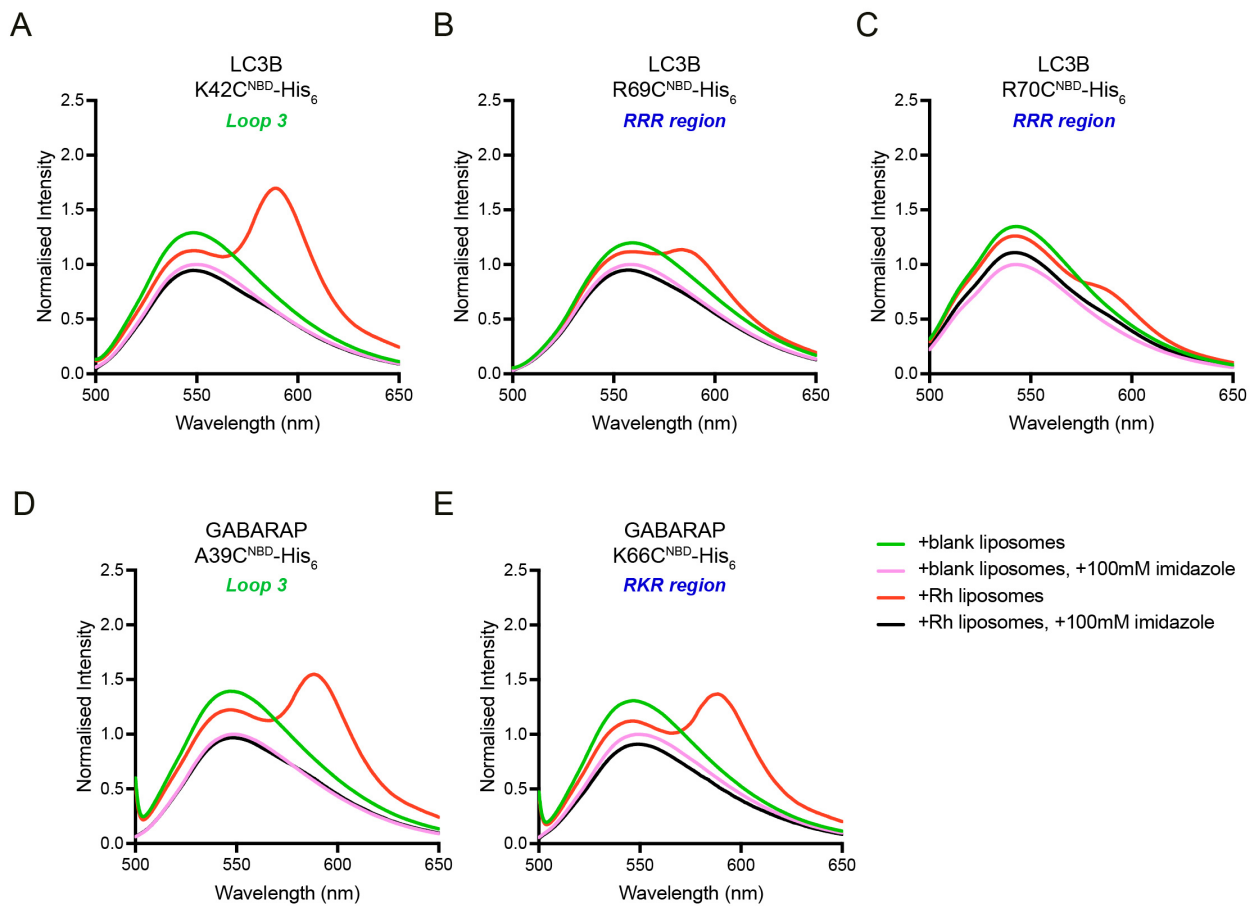 A
LC3B
K42C^NBD-His_6
Loop 3
2.5
2.0
1.5
1.0
0.5
0.0
500
550
600
650
Normalised Intensity
Wavelength (nm)
B
LC3B
R69C^NBD-His_6
RRR region
2.5
2.0
1.5
1.0
0.5
0.0
500
550
600
650
Normalised Intensity
Wavelength (nm)
C
LC3B
R70C^NBD-His_6
RRR region
2.5
2.0
1.5
1.0
0.5
0.0
500
550
600
650
Normalised Intensity
Wavelength (nm)
D
GABARAP
A39C^NBD-His_6
Loop 3
2.5
2.0
1.5
1.0
0.5
0.0
500
550
600
650
Normalised Intensity
Wavelength (nm)
E
GABARAP
K66C^NBD-His_6
RKR region
2.5
2.0
1.5
1.0
0.5
0.0
500
550
600
650
Normalised Intensity
Wavelength (nm)
+blank liposomes
+blank liposomes, +100mM imidazole
+Rh liposomes
+Rh liposomes, +100mM imidazole